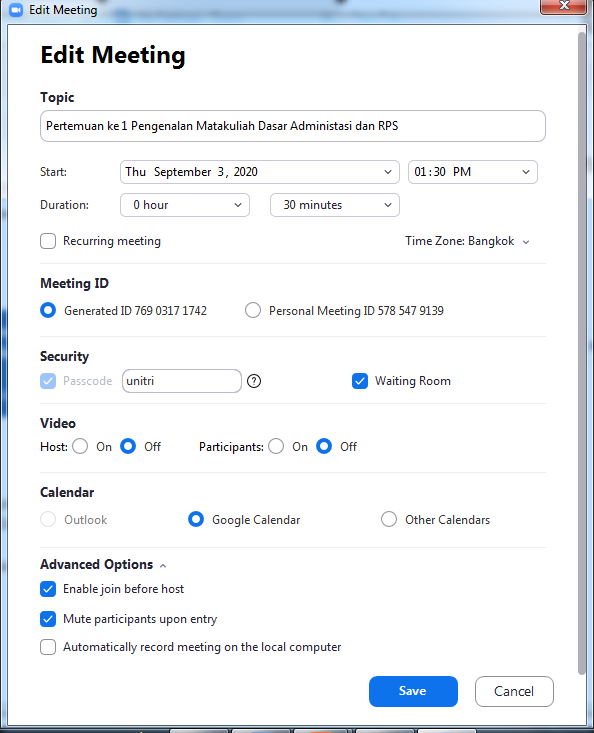 Edit Meeting
Edit Meeting
Topic
Pertemuan ke 1 Pengenalan Matakuliah Dasar Administasi dan RPS
Start: Thu September 3, 2020 01:30 PM
Duration: 0 hour 30 minutes
Recurring meeting Time Zone: Bangkok
Meeting ID
Generated ID 769 0317 1742 Personal Meeting ID 578 547 9139
Security
Passcode unitri ? Waiting Room
Video
Host: On Off Participants: On Off
Calendar
Outlook Google Calendar Other Calendars
Advanced Options
Enable join before host
Mute participants upon entry
Automatically record meeting on the local computer
Save Cancel